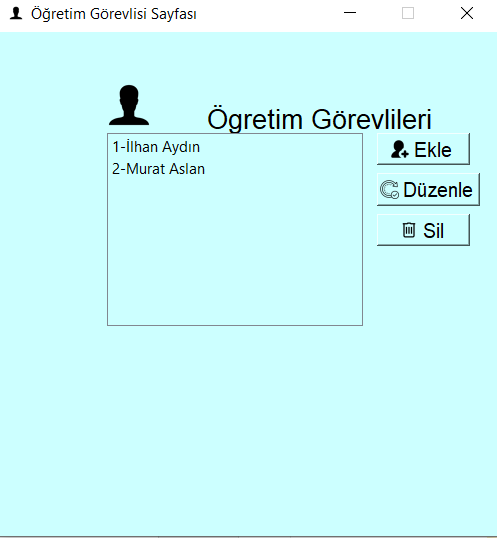 Öğretim Görevlisi Sayfası
Ögretim Görevlileri
1-İlhan Aydın
2-Murat Aslan
Ekle
Düzenle
Sil